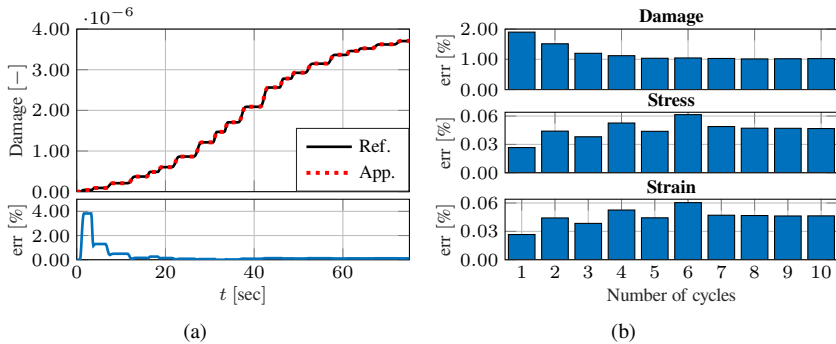 ·10⁻⁶
4.00
3.00
2.00
1.00
0.00
Damage [−]
Ref.
App.
4.00
2.00
0.00
err [%]
0 20 40 60
t [sec]
(a)
Damage
2.00
1.00
0.00
err [%]
Stress
0.06
0.03
0.00
err [%]
Strain
0.06
0.03
0.00
err [%]
1 2 3 4 5 6 7 8 9 10
Number of cycles
(b)